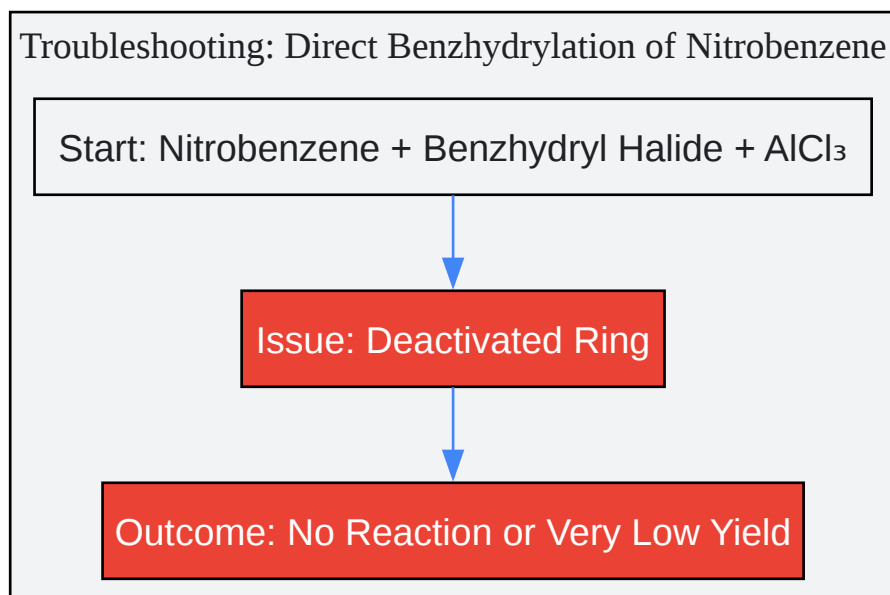 Troubleshooting: Direct Benzhydrylation of Nitrobenzene
Start: Nitrobenzene + Benzhydryl Halide + AlCl₃
Issue: Deactivated Ring
Outcome: No Reaction or Very Low Yield